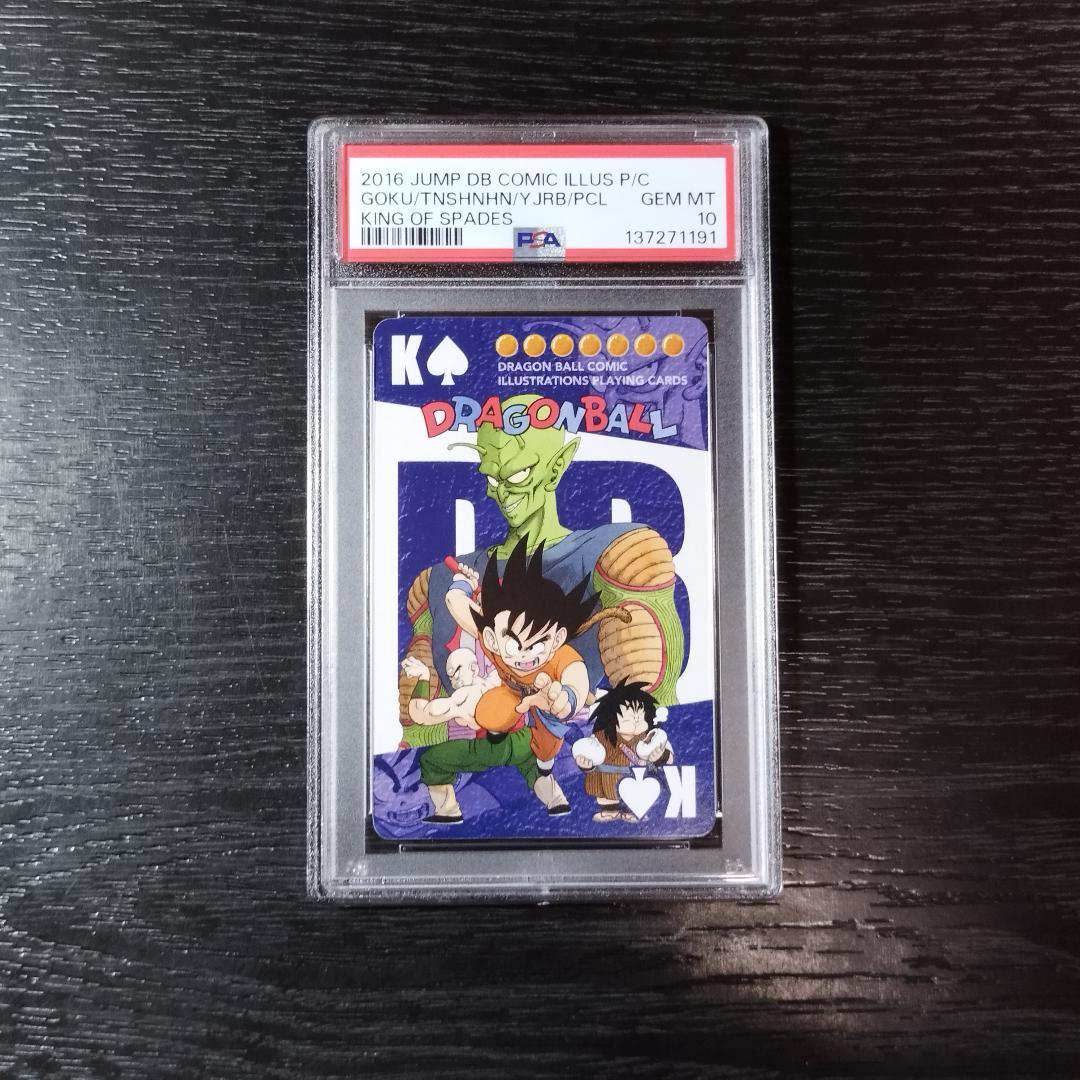 2016 JUMP DB COMIC ILLUS P/C
GOKU/TNSHNHN/YJRB/PCL GEM MT
KING OF SPADES 10
PSA 137271191
K
DRAGON BALL COMIC
ILLUSTRATIONS PLAYING CARDS
DRAGONBALL
DB
K